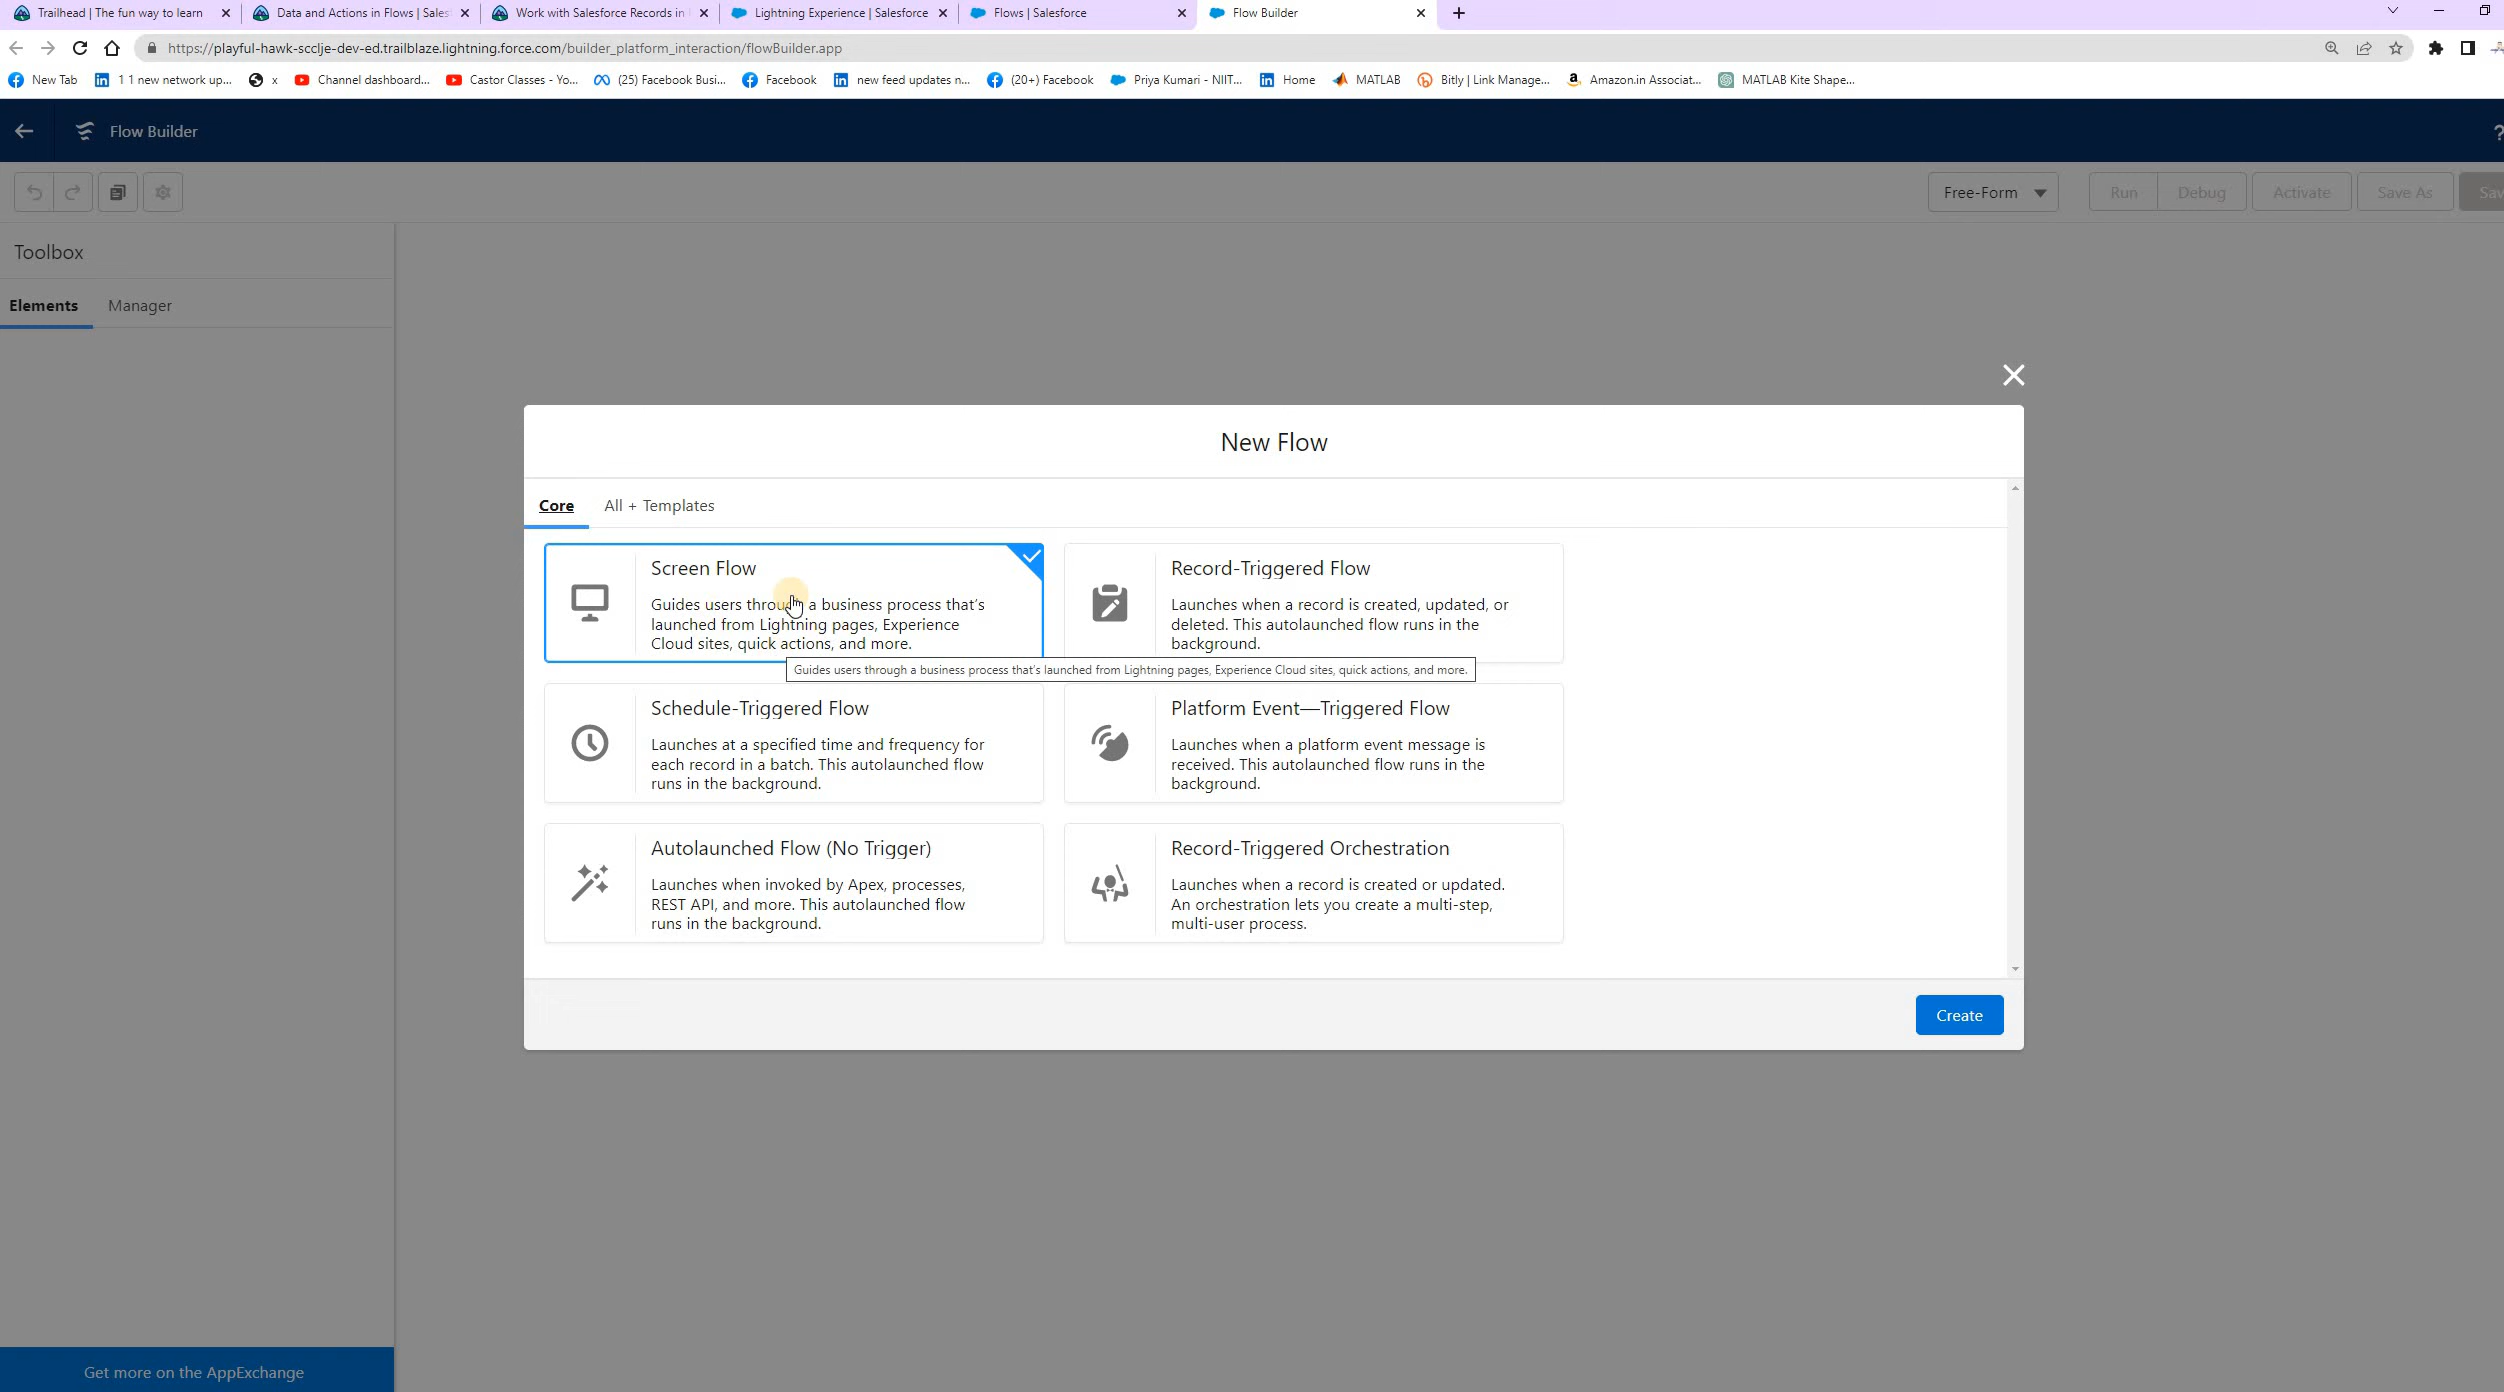 Trailhead | The fun way to learn
Data and Actions in Flows | Sales
Work with Salesforce Records in
Lightning Experience | Salesforce
Flows | Salesforce
Flow Builder
https://playful-hawk-scclje-dev-ed.trailblaze.lightning.force.com/builder_platform_interaction/flowBuilder.app
New Tab
1 1 new network up...
x
Channel dashboard...
Castor Classes - Yo...
(25) Facebook Busi...
Facebook
new feed updates n...
(20+) Facebook
Priya Kumari - NIIT...
Home
MATLAB
Bitly | Link Manage...
Amazon.in Associat...
MATLAB Kite Shape...
Flow Builder
?
Free-Form
Run
Debug
Activate
Save As
Sav
Toolbox
Elements
Manager
New Flow
Core
All + Templates
Screen Flow
Guides users through a business process that's
launched from Lightning pages, Experience
Cloud sites, quick actions, and more.
Record-Triggered Flow
Launches when a record is created, updated, or
deleted. This autolaunched flow runs in the
background.
Guides users through a business process that's launched from Lightning pages, Experience Cloud sites, quick actions, and more.
Schedule-Triggered Flow
Launches at a specified time and frequency for
each record in a batch. This autolaunched flow
runs in the background.
Platform Event—Triggered Flow
Launches when a platform event message is
received. This autolaunched flow runs in the
background.
Autolaunched Flow (No Trigger)
Launches when invoked by Apex, processes,
REST API, and more. This autolaunched flow
runs in the background.
Record-Triggered Orchestration
Launches when a record is created or updated.
An orchestration lets you create a multi-step,
multi-user process.
Create
Get more on the AppExchange